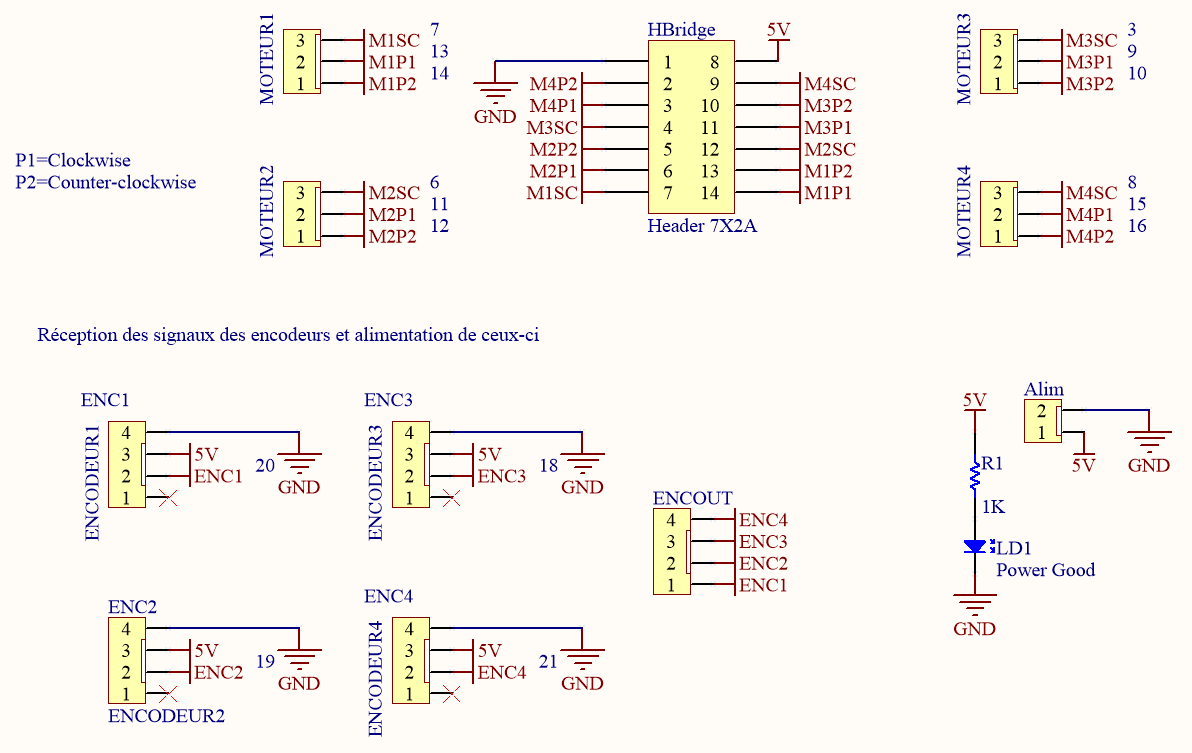 MOTEUR1
3 M1SC 7
2 M1P1 13
1 M1P2 14
HBridge
5V
1 8
M4P2 2 9 M4SC
M4P1 3 10 M3P2
M3SC 4 11 M3P1
M2P2 5 12 M2SC
M2P1 6 13 M1P2
M1SC 7 14 M1P1
Header 7X2A
GND
MOTEUR3
3 M3SC 3
2 M3P1 9
1 M3P2 10
P1=Clockwise
P2=Counter-clockwise
MOTEUR2
3 M2SC 6
2 M2P1 11
1 M2P2 12
MOTEUR4
3 M4SC 8
2 M4P1 15
1 M4P2 16
Réception des signaux des encodeurs et alimentation de ceux-ci
ENC1
ENCODEUR1
4
3 5V
2 ENC1
1
20
GND
ENC3
ENCODEUR3
4
3 5V
2 ENC3
1
18
GND
ENCOUT
4 ENC4
3 ENC3
2 ENC2
1 ENC1
5V
R1
1K
LD1
Power Good
GND
Alim
2
1
5V
GND
ENC2
4
3 5V
2 ENC2
1
19
GND
ENCODEUR2
ENC4
ENCODEUR4
4
3 5V
2 ENC4
1
21
GND